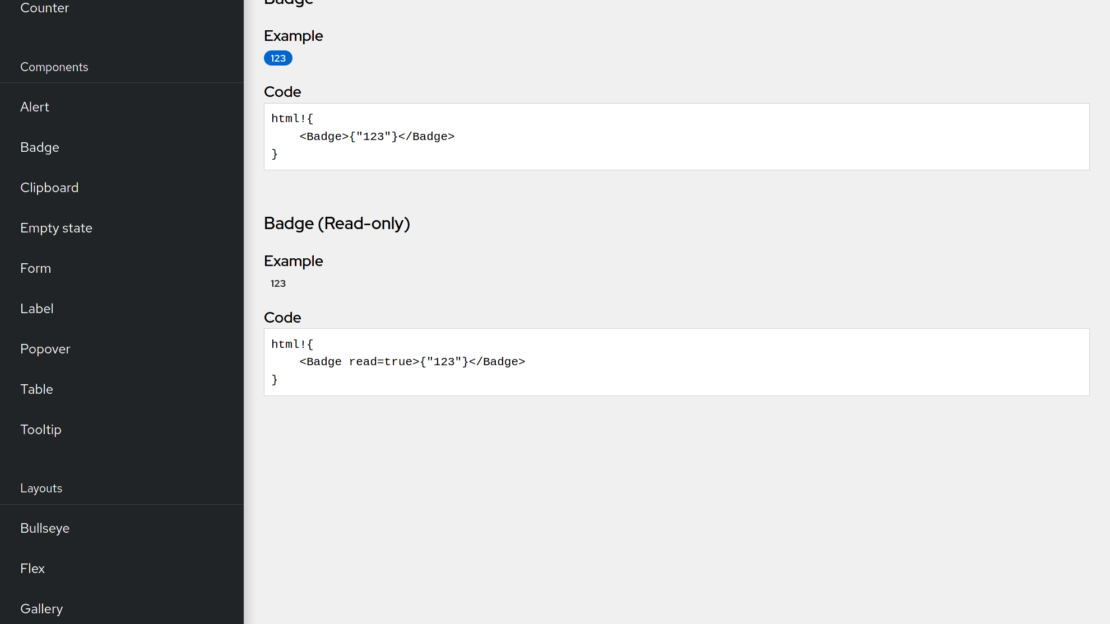 Counter
Components
Alert
Badge
Clipboard
Empty state
Form
Label
Popover
Table
Tooltip
Layouts
Bullseye
Flex
Gallery
Badge
Example
123
Code
html!{
    <Badge>{"123"}</Badge>
}
Badge (Read-only)
Example
123
Code
html!{
    <Badge read=true>{"123"}</Badge>
}